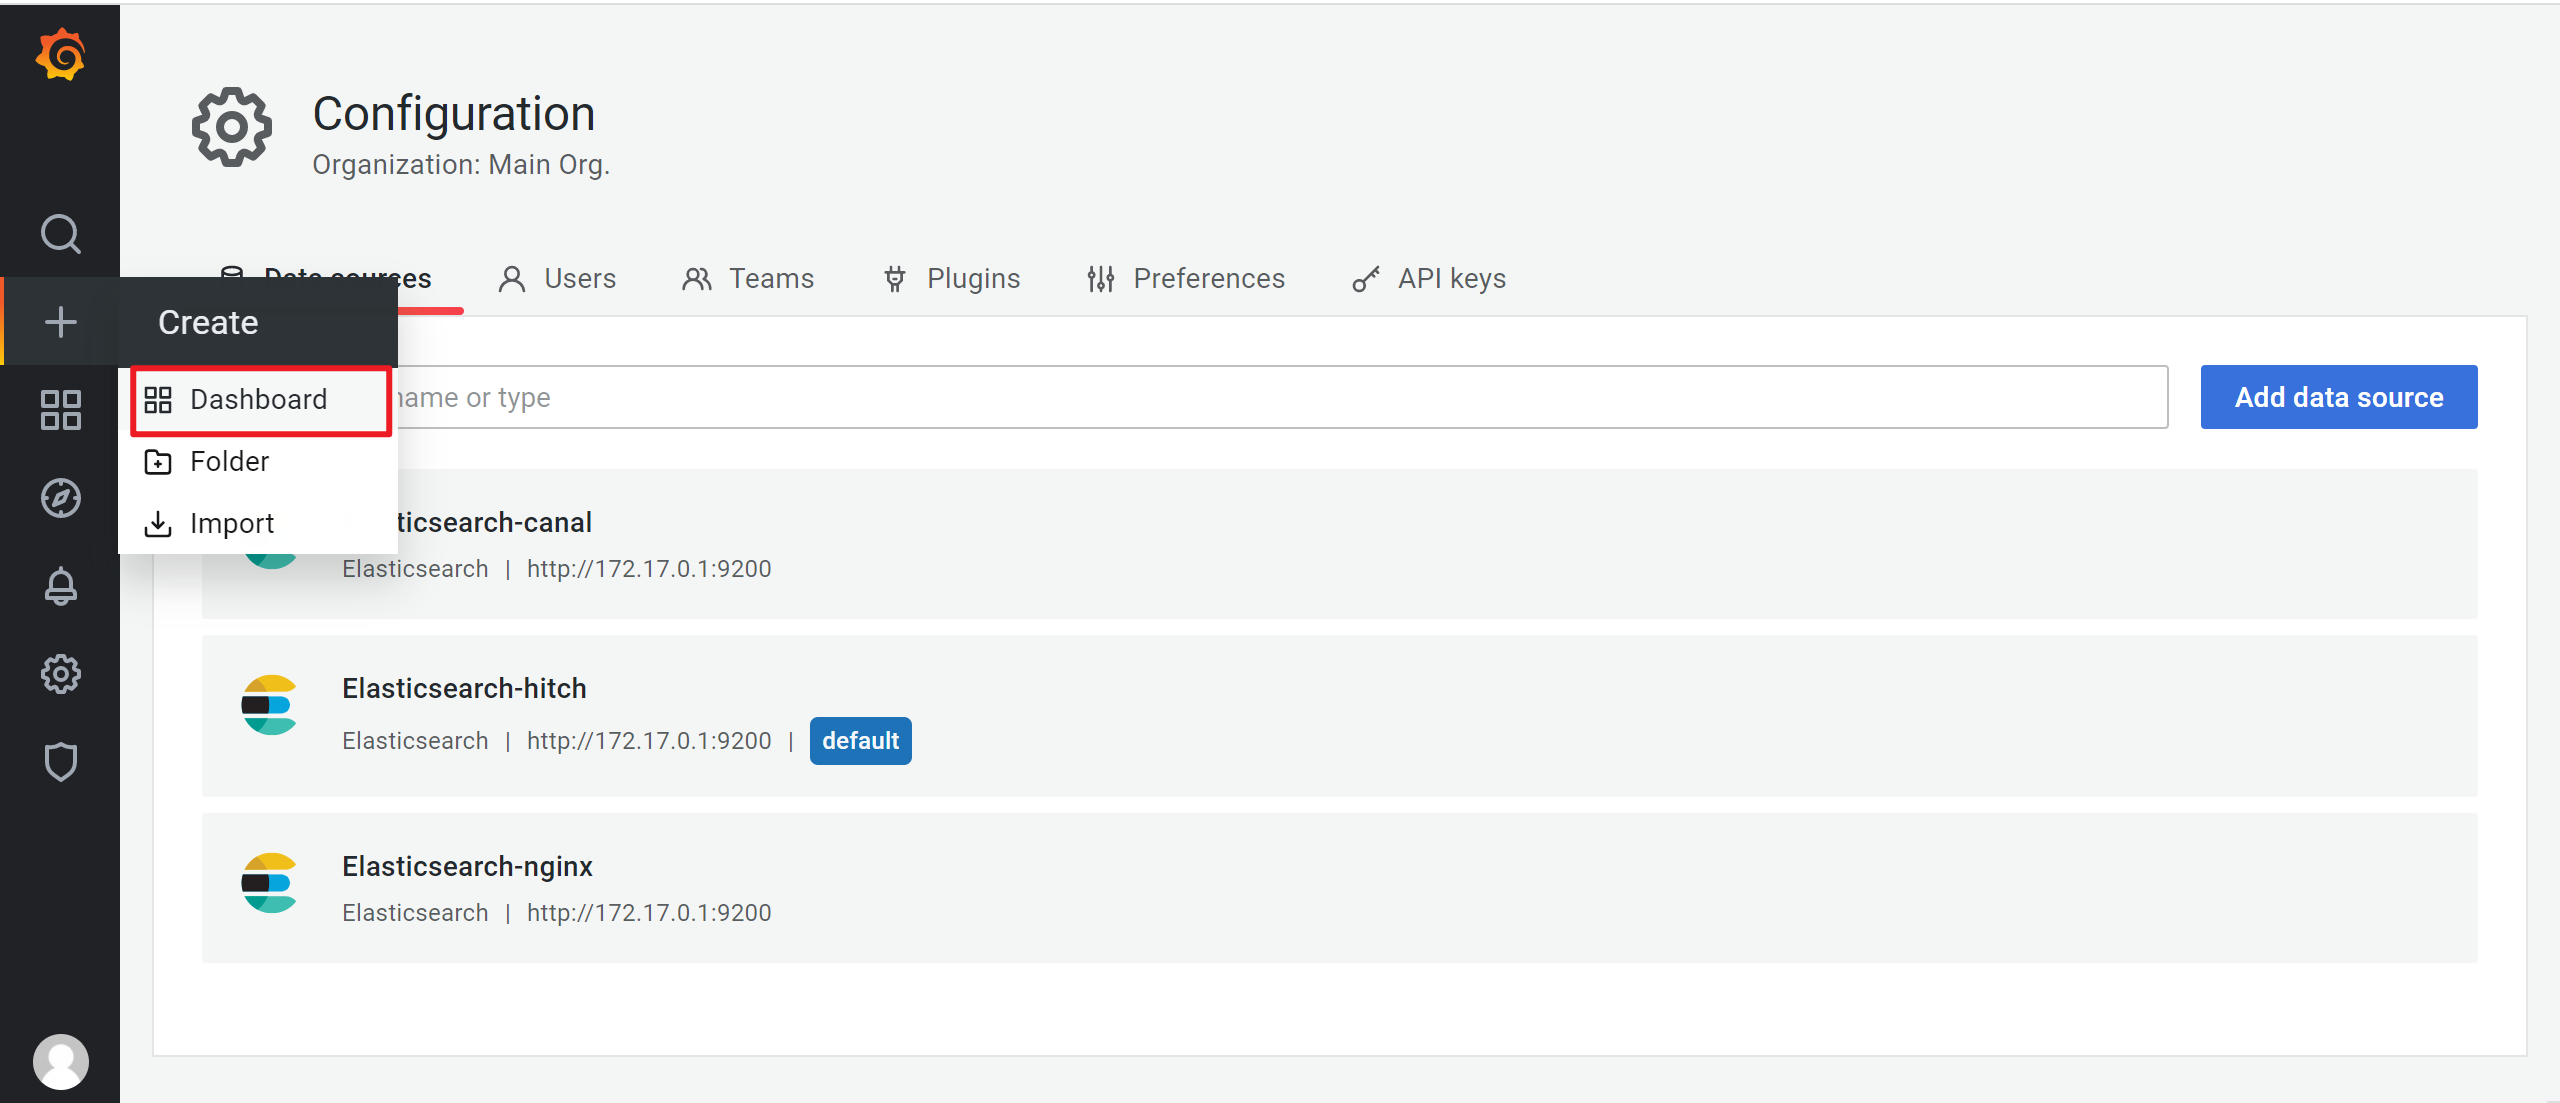 Configuration
Organization: Main Org.
Data sources
Users
Teams
Plugins
Preferences
API keys
Create
Dashboard
Folder
Import
name or type
Add data source
ticsearch-canal
Elasticsearch | http://172.17.0.1:9200
Elasticsearch-hitch
Elasticsearch | http://172.17.0.1:9200 | default
Elasticsearch-nginx
Elasticsearch | http://172.17.0.1:9200